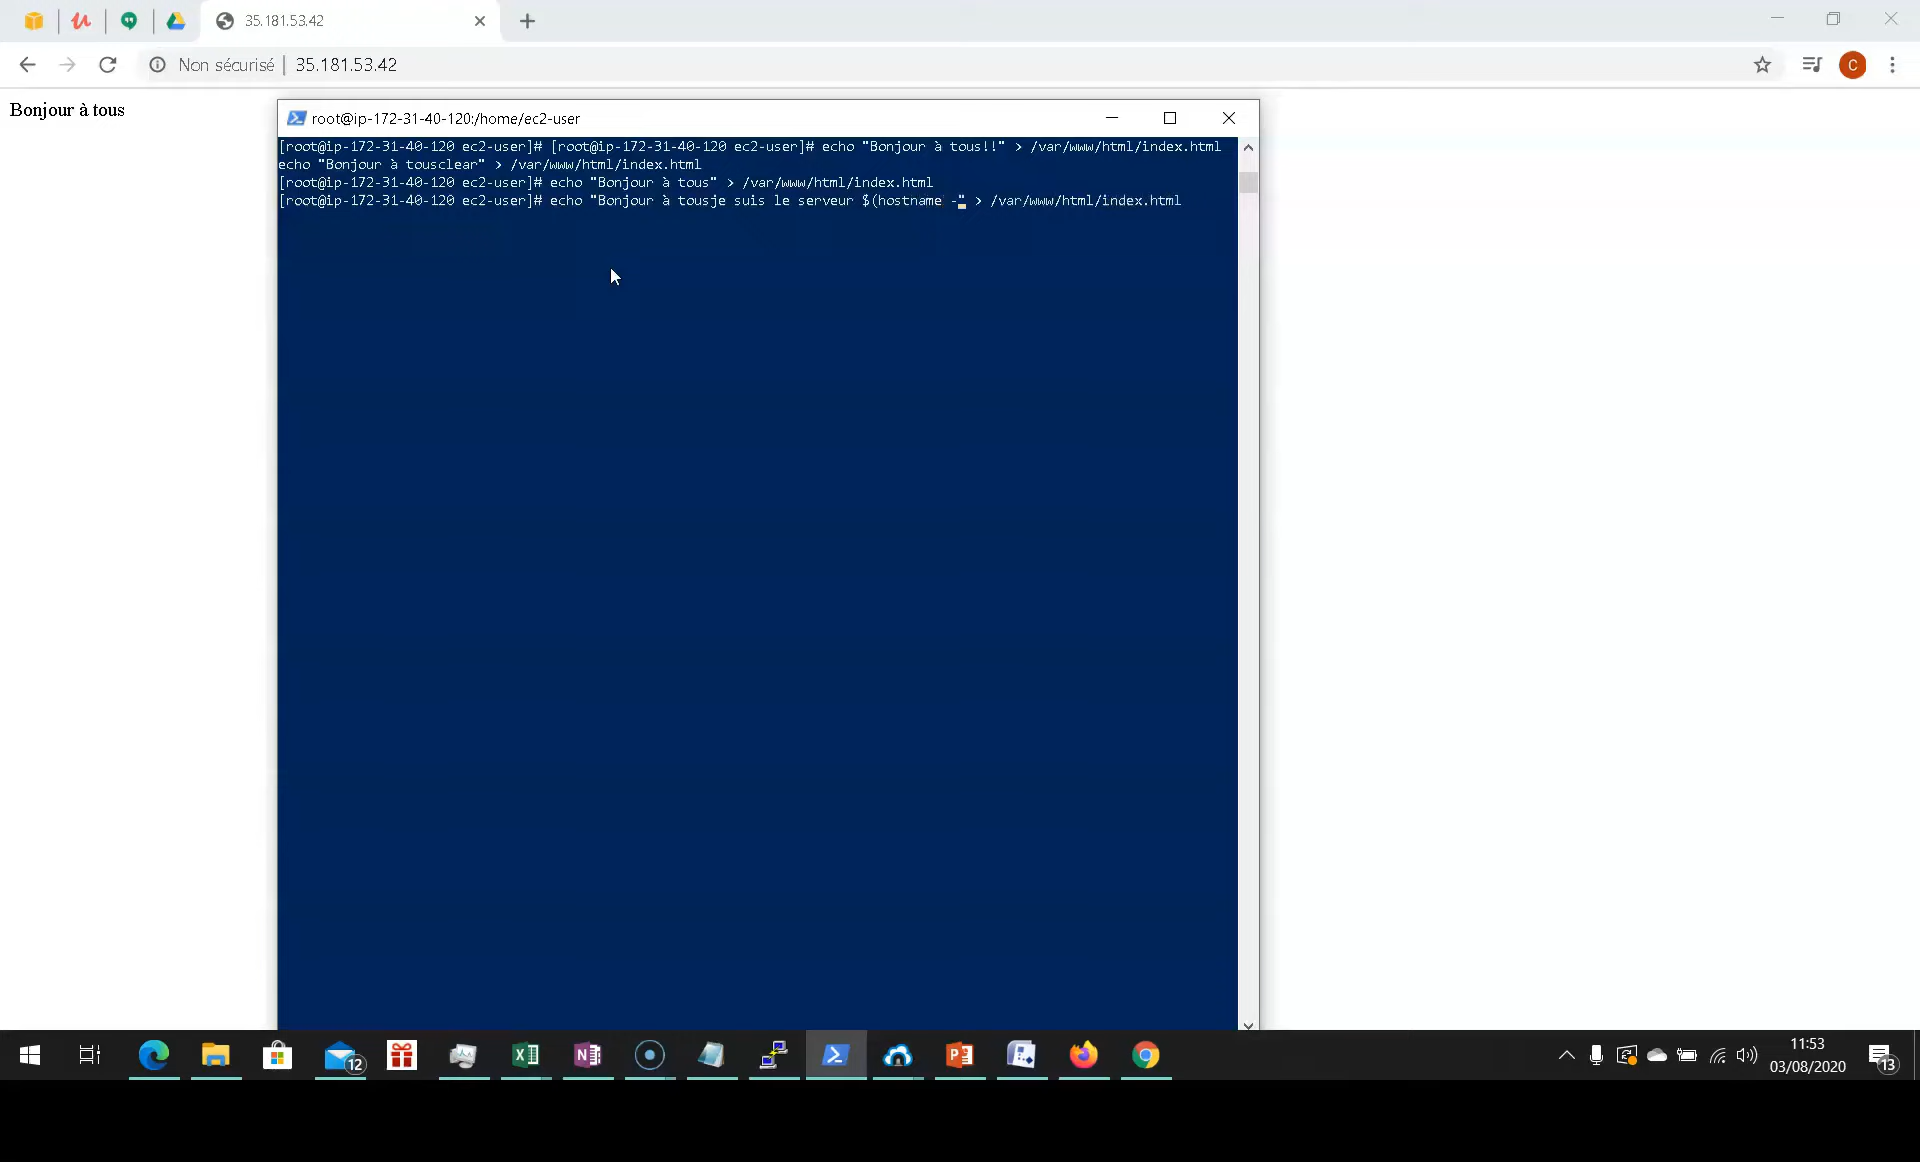 35.181.53.42
Non sécurisé | 35.181.53.42
C
Bonjour à tous
root@ip-172-31-40-120:/home/ec2-user
[root@ip-172-31-40-120 ec2-user]# [root@ip-172-31-40-120 ec2-user]# echo "Bonjour à tous!!" > /var/www/html/index.html
echo "Bonjour à tousclear" > /var/www/html/index.html
[root@ip-172-31-40-120 ec2-user]# echo "Bonjour à tous" > /var/www/html/index.html
[root@ip-172-31-40-120 ec2-user]# echo "Bonjour à tousje suis le serveur $(hostname -" > /var/www/html/index.html
12
11:53
03/08/2020
13